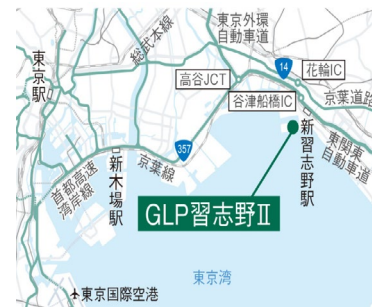 東京外環
自動車道
14
花輪IC
総武本線
高谷JCT
京葉道路
東京駅
谷津船橋IC
新習志野駅
東関東
自動車道
357
京葉線
新木場駅
首都高速
湾岸線
GLP習志野Ⅱ
東京湾
東京国際空港